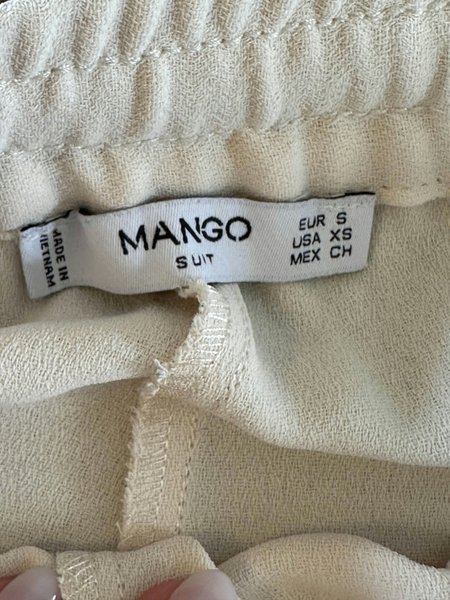 MADE IN
VIETNAM
MANGO
SUIT
EUR S
USA XS
MEX CH